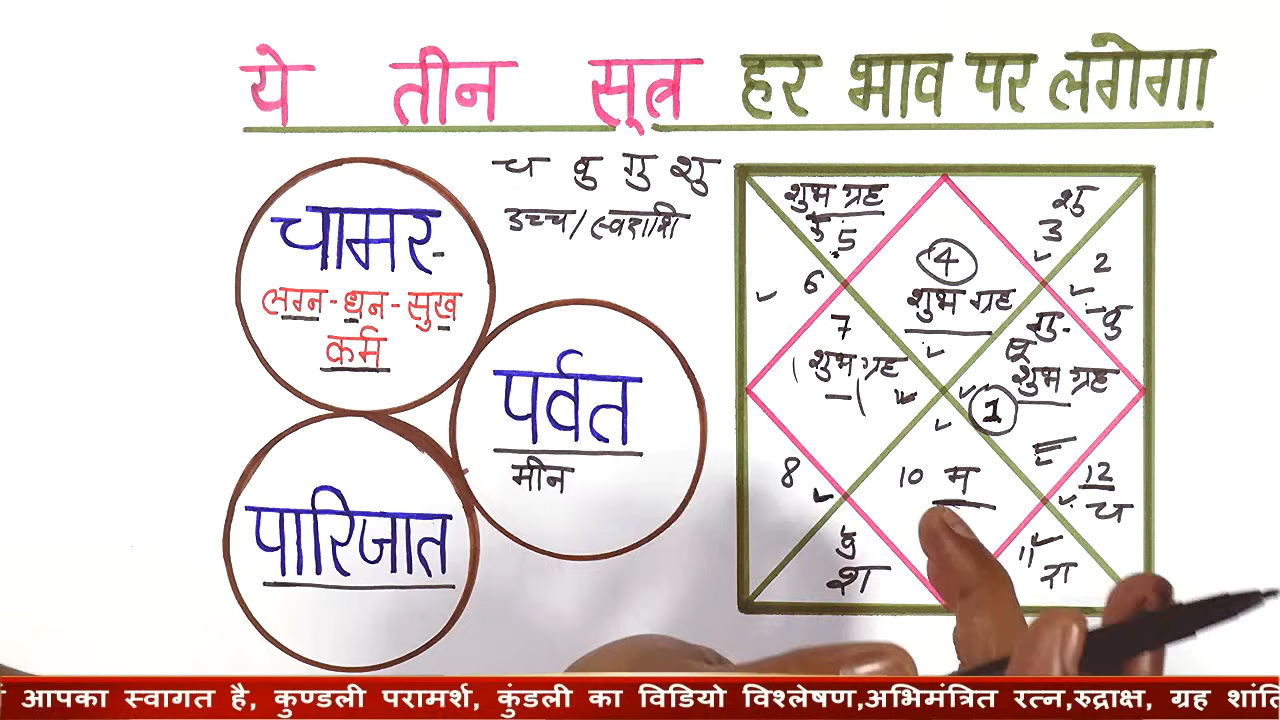 ये तीन सूत्र हर भाव पर लगेगा
चामर-
लग्न-धन-सुख
कर्म
पर्वत
मीन
पारिजात
च बु गु शु
उच्च/स्वराशि
शुभ ग्रह
5
6
4
शुभ ग्रह
शु
3
2
गु- बु
शुभ ग्रह
1
7
शुभ ग्रह
8
श
10 म
12
च
11
रा
आपका स्वागत है, कुण्डली परामर्श, कुंडली का विडियो विश्लेषण,अभिमंत्रित रत्न,रुद्राक्ष, ग्रह